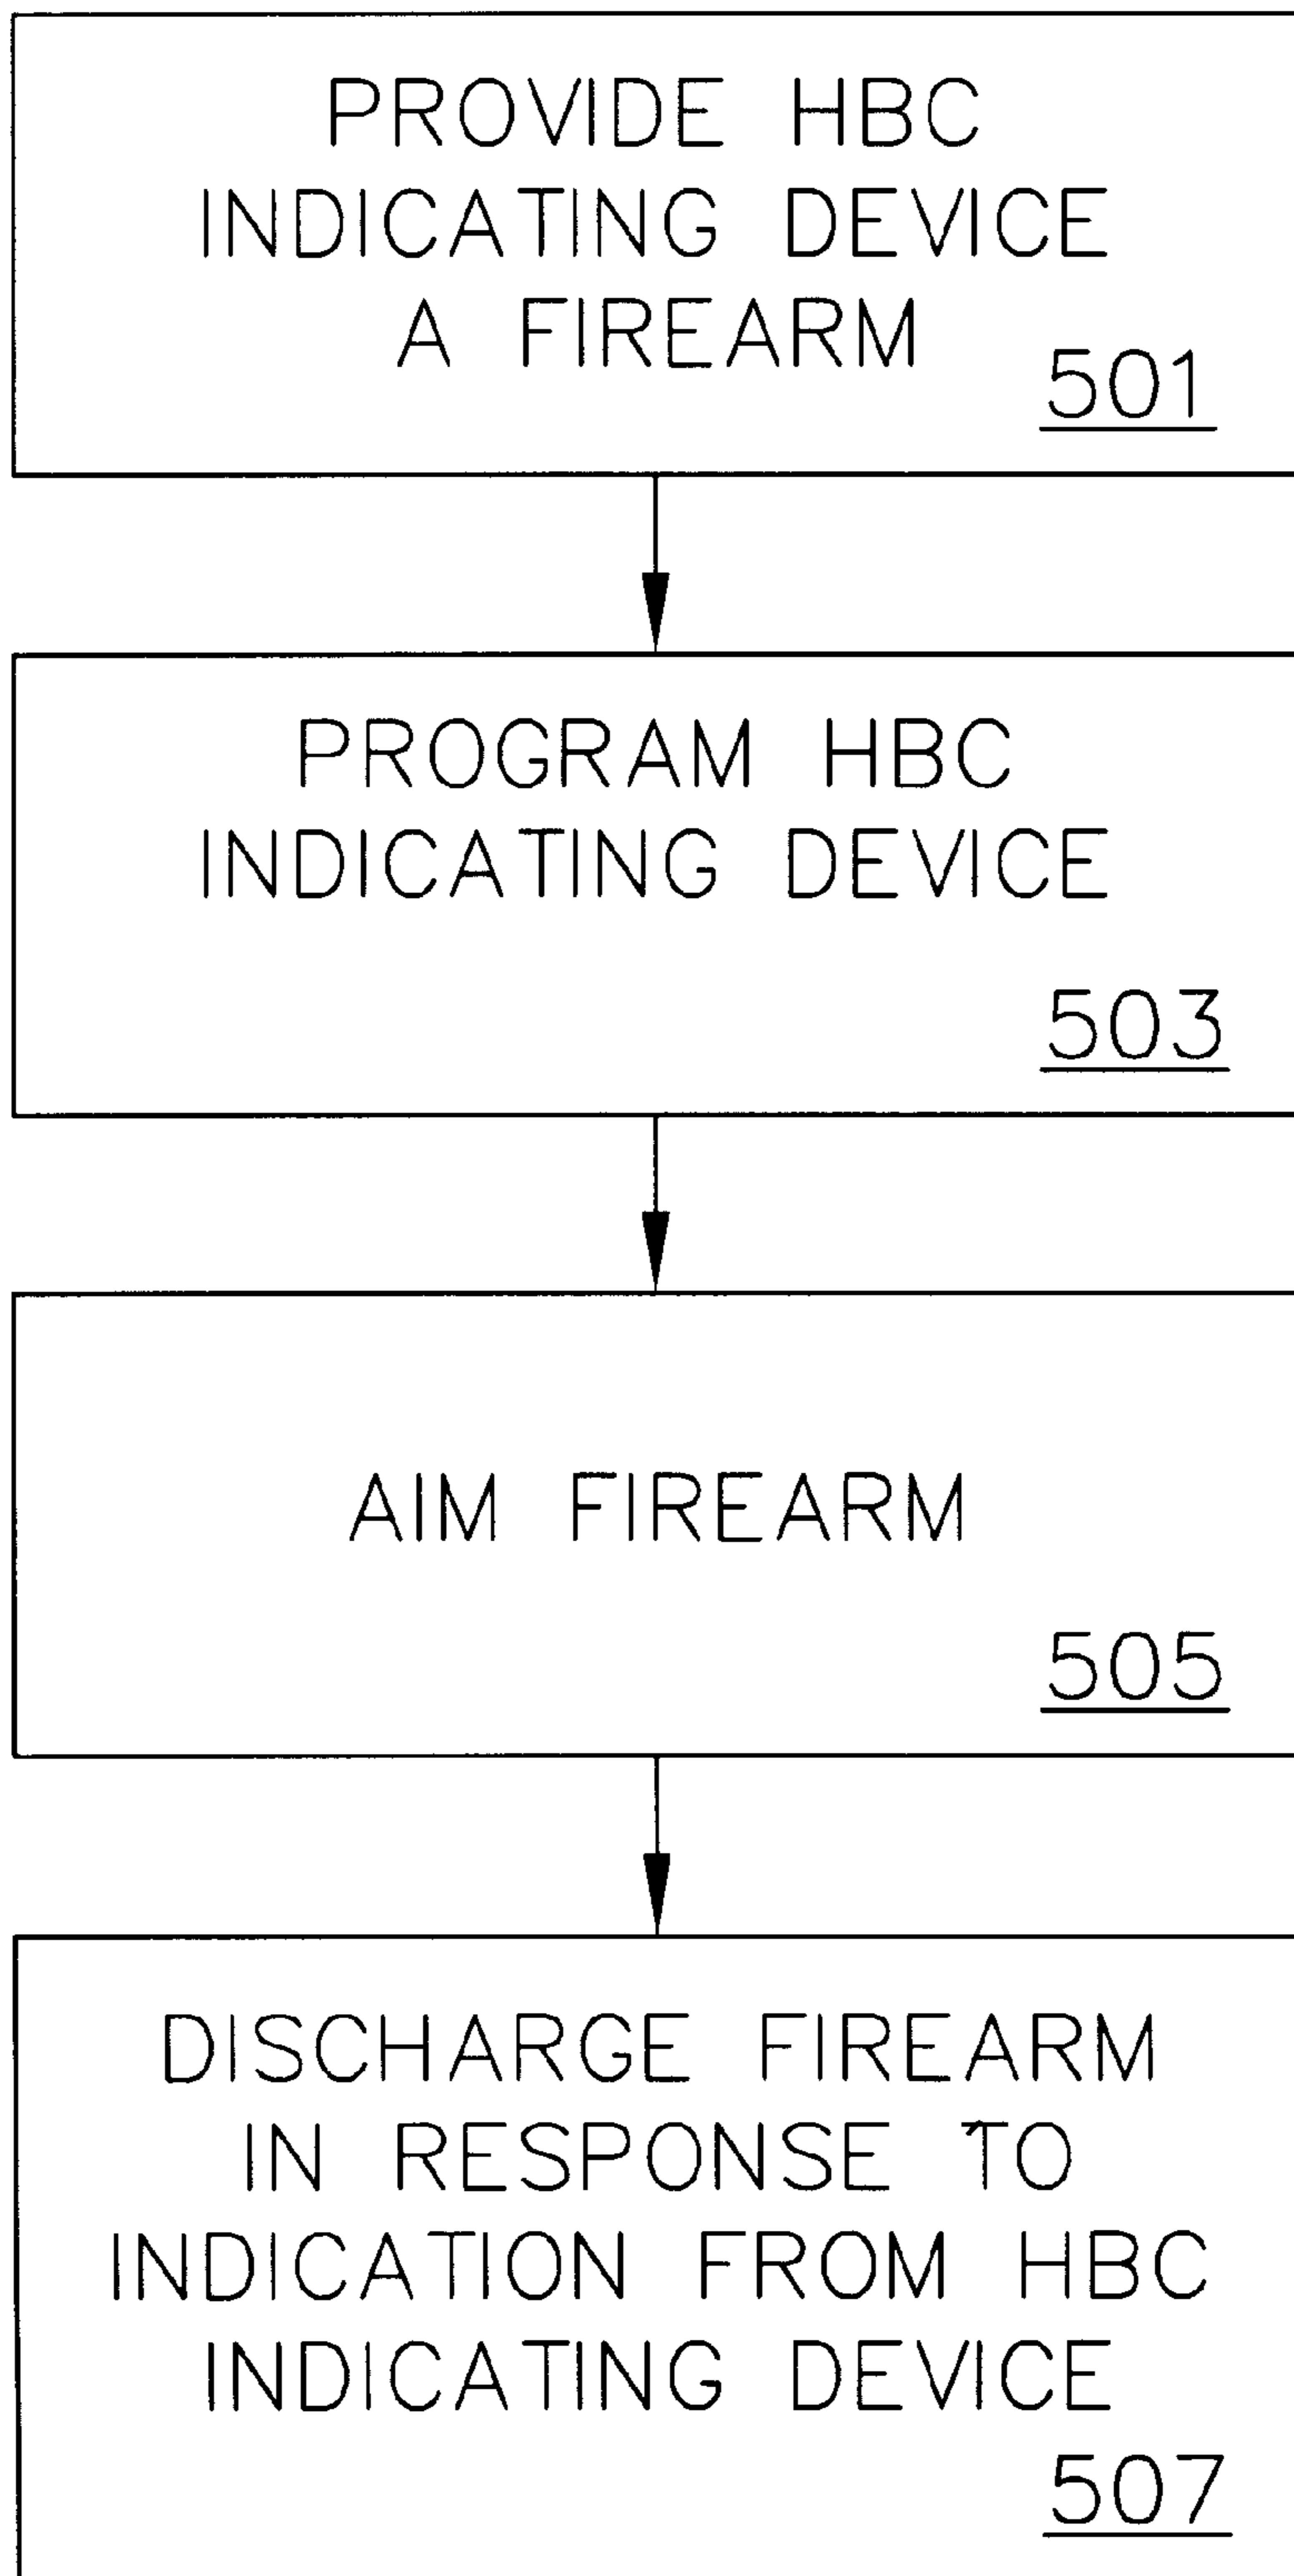 PROVIDE HBC
INDICATING DEVICE
A FIREARM
501
PROGRAM HBC
INDICATING DEVICE
503
AIM FIREARM
505
DISCHARGE FIREARM
IN RESPONSE TO
INDICATION FROM HBC
INDICATING DEVICE
507